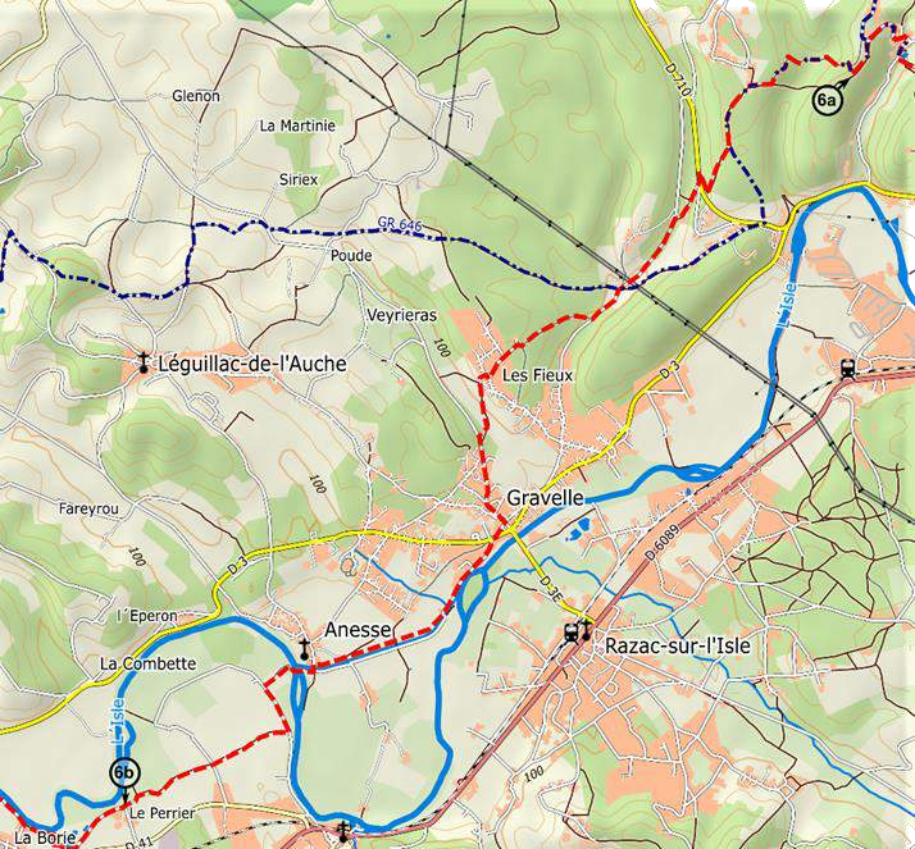 D 710
6a
Glenon
La Martinie
Siriex
GR 646
Poude
L'Isle
Veyrieras
100
Léguillac-de-l'Auche
Les Fieux
D 3
100
Gravelle
Fareyrou
100
D 6089
D 3
D 3E
l´Eperon
Anesse
Razac-sur-l'Isle
La Combette
L'Isle
6b
100
Le Perrier
La Borie
D 41